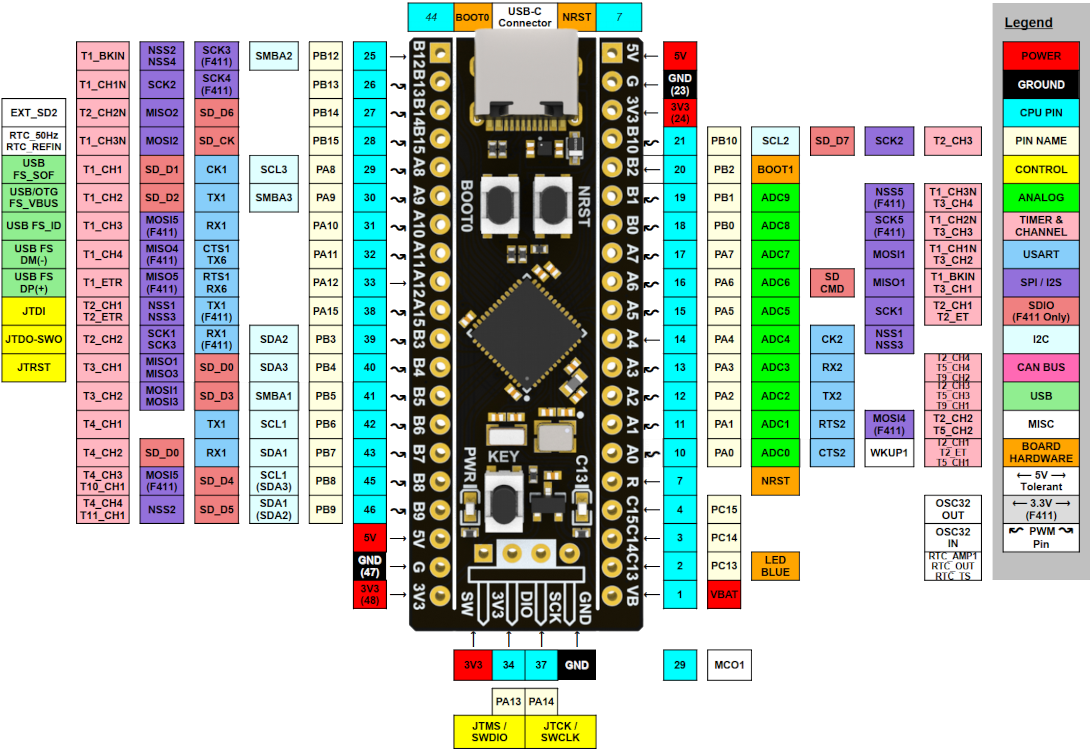 44 BOOT0 USB-C Connector NRST 7
Legend
POWER
GROUND
CPU PIN
PIN NAME
CONTROL
ANALOG
TIMER & CHANNEL
USART
SPI / I2S
SDIO (F411 Only)
I2C
CAN BUS
USB
MISC
BOARD HARDWARE
← 5V → Tolerant
← 3.3V → (F411)
PWM Pin
T1_BKIN NSS2 NSS4 SCK3 (F411) SMBA2 PB12 25
T1_CH1N SCK2 SCK4 (F411) PB13 26
EXT_SD2 T2_CH2N MISO2 SD_D6 PB14 27
RTC_50Hz RTC_REFIN T1_CH3N MOSI2 SD_CK PB15 28
USB FS_SOF T1_CH1 SD_D1 CK1 SCL3 PA8 29
USB/OTG FS_VBUS T1_CH2 SD_D2 TX1 SMBA3 PA9 30
USB FS_ID T1_CH3 MOSI5 (F411) RX1 PA10 31
USB FS DM(-) T1_CH4 MISO4 (F411) CTS1 TX6 PA11 32
USB FS DP(+) T1_ETR MISO5 (F411) RTS1 RX6 PA12 33
JTDI T2_CH1 T2_ETR NSS1 NSS3 TX1 (F411) PA15 38
JTDO-SWO T2_CH2 SCK1 SCK3 RX1 (F411) SDA2 PB3 39
JTRST T3_CH1 MISO1 MISO3 SD_D0 SDA3 PB4 40
T3_CH2 MOSI1 MOSI3 SD_D3 SMBA1 PB5 41
T4_CH1 TX1 SCL1 PB6 42
T4_CH2 SD_D0 RX1 SDA1 PB7 43
T4_CH3 T10_CH1 MOSI5 (F411) SD_D4 SCL1 (SDA3) PB8 45
T4_CH4 T11_CH1 NSS2 SD_D5 SDA1 (SDA2) PB9 46
5V
GND (47)
3V3 (48)
B12
B13
B14
B15
A8
A9
A10
A11
A12
A15
B3
B4
B5
B6
B7
B8
B9
5V
G
3V3
BOOT0
NRST
PWR
KEY
C13
SW
3V3
DIO
SCK
GND
5V
G
3V3
B10
B2
B1
B0
A7
A6
A5
A4
A3
A2
A1
A0
R
C15
C14
C13
VB
5V
GND (23)
3V3 (24)
21 PB10 SCL2 SD_D7 SCK2 T2_CH3
20 PB2 BOOT1
19 PB1 ADC9 NSS5 (F411) T1_CH3N T3_CH4
18 PB0 ADC8 SCK5 (F411) T1_CH2N T3_CH3
17 PA7 ADC7 MOSI1 T1_CH1N T3_CH2
16 PA6 ADC6 SD CMD MISO1 T1_BKIN T3_CH1
15 PA5 ADC5 SCK1 T2_CH1 T2_ET
14 PA4 ADC4 CK2 NSS1 NSS3
13 PA3 ADC3 RX2 T2_CH4 T5_CH4 T9_CH2
12 PA2 ADC2 TX2 T2_CH3 T5_CH3 T9_CH1
11 PA1 ADC1 RTS2 MOSI4 (F411) T2_CH2 T5_CH2
10 PA0 ADC0 CTS2 WKUP1 T2_CH1 T2_ET T5_CH1
7 NRST
4 PC15 OSC32 OUT
3 PC14 OSC32 IN
2 PC13 LED BLUE RTC_AMP1 RTC_OUT RTC_TS
1 VBAT
3V3 34 37 GND
29 MCO1
PA13 PA14
JTMS / SWDIO
JTCK / SWCLK